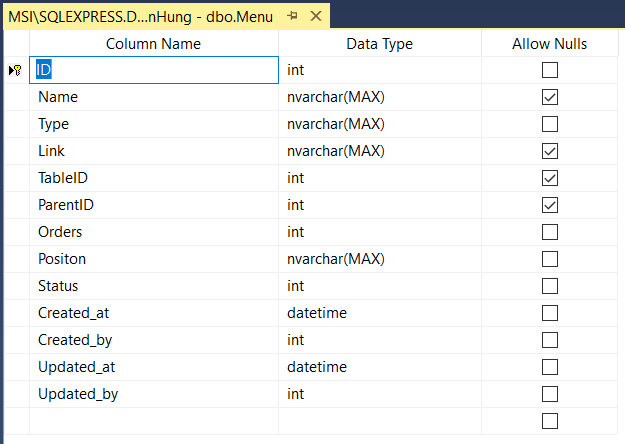 MSI\SQLEXPRESS.D...nHung - dbo.Menu
Column Name Data Type Allow Nulls
ID int
Name nvarchar(MAX)
Type nvarchar(MAX)
Link nvarchar(MAX)
TableID int
ParentID int
Orders int
Positon nvarchar(MAX)
Status int
Created_at datetime
Created_by int
Updated_at datetime
Updated_by int